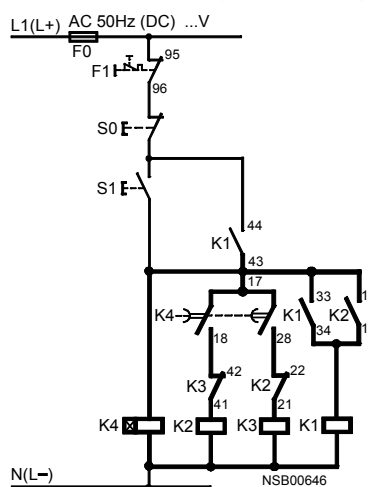 L1(L+) AC 50Hz (DC) ...V
F0
F1 95
96
S0
S1
44
K1
43
17
K4 K1 33 K2 1
18 28 34 1
K3 42 K2 22
41 21
K4 K2 K3 K1
N(L–) NSB00646